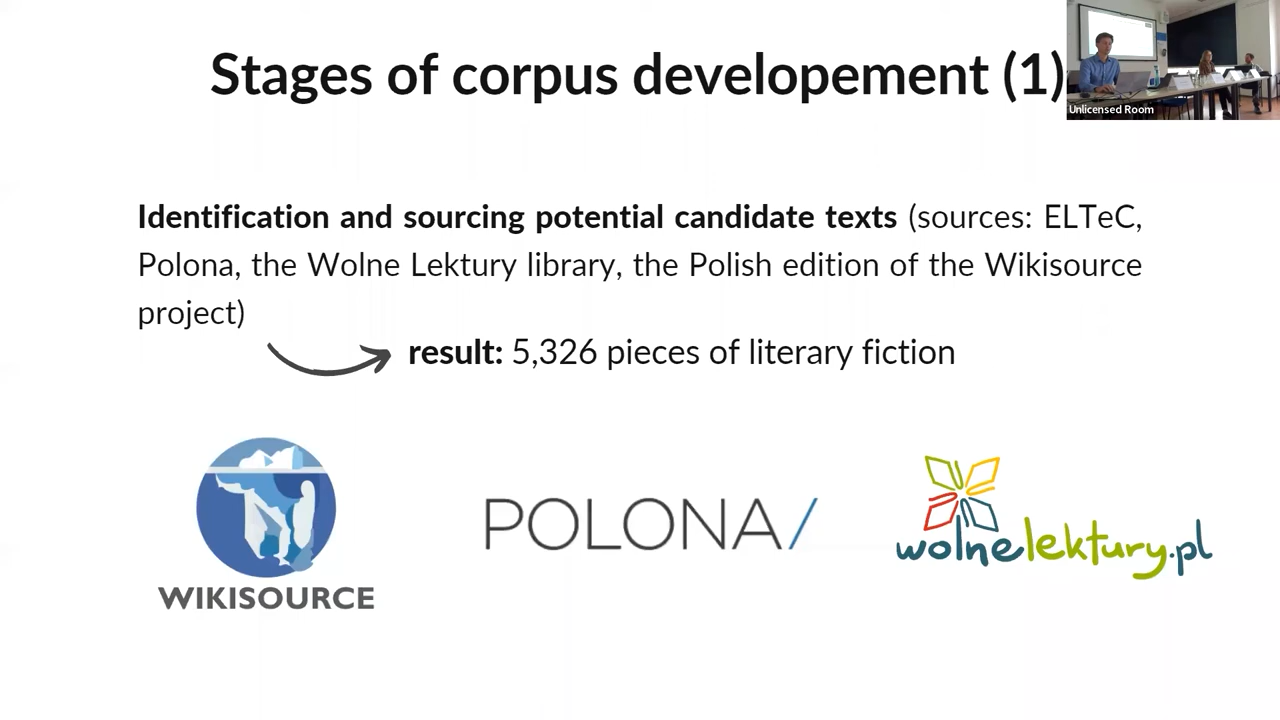 Stages of corpus developement (1)
Unlicensed Room
Identification and sourcing potential candidate texts (sources: ELTeC,
Polona, the Wolne Lektury library, the Polish edition of the Wikisource
project)
result: 5,326 pieces of literary fiction
WIKISOURCE
POLONA/
wolnelektury.pl